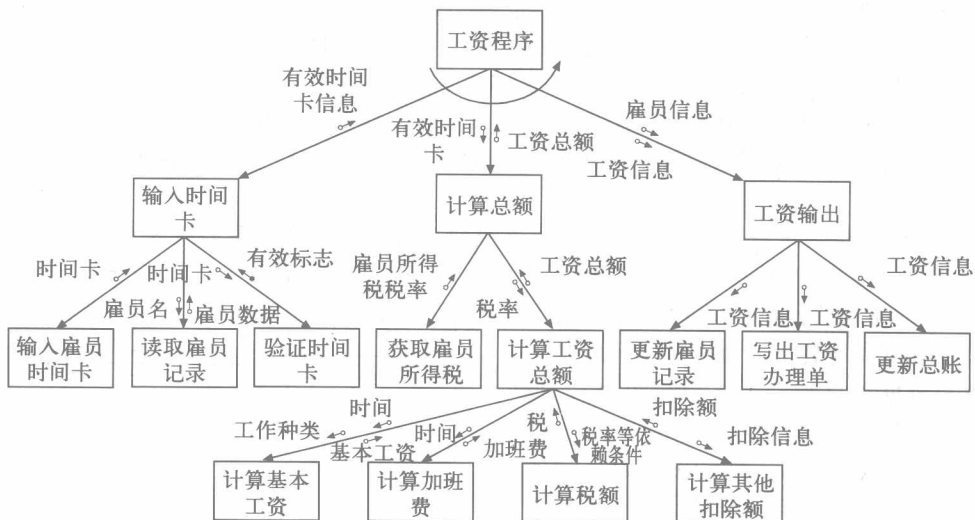 工资程序
有效时间
卡信息
有效时间
卡
工资总额
雇员信息
工资信息
输入时间
卡
计算总额
工资输出
时间卡
时间卡
有效标志
雇员名
雇员数据
雇员所得
税税率
工资总额
税率
工资信息
工资信息
工资信息
输入雇员
时间卡
读取雇员
记录
验证时间
卡
获取雇员
所得税
计算工资
总额
更新雇员
记录
写出工资
办理单
更新总账
时间
工作种类
基本工资
时间
加班费
税
税率等依
赖条件
扣除额
扣除信息
计算基本
工资
计算加班
费
计算税额
计算其他
扣除额